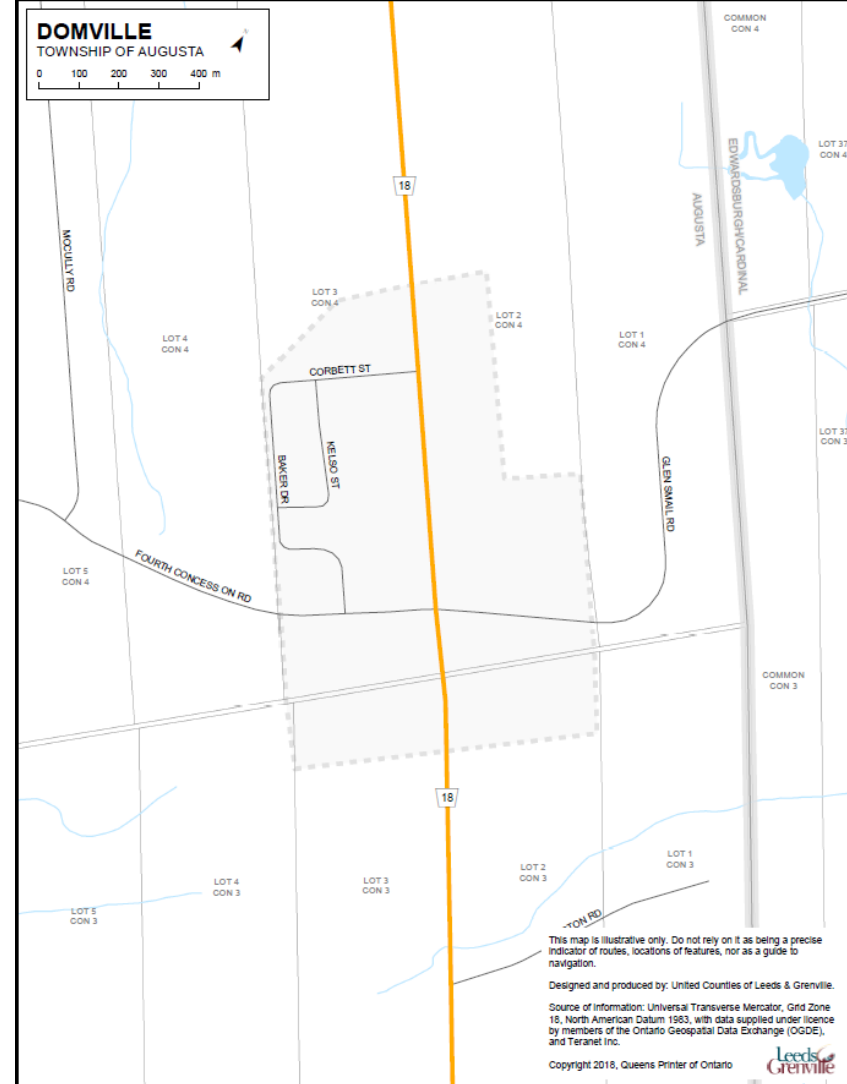 DOMVILLE
TOWNSHIP OF AUGUSTA
N
0 100 200 300 400 m
COMMON
CON 4
LOT 37
CON 4
EDWARDSBURGH/CARDINAL
AUGUSTA
18
MCCULLY RD
LOT 3
CON 4
LOT 2
CON 4
LOT 4
CON 4
LOT 1
CON 4
CORBETT ST
KELSO ST
BAKER DR
GLEN SMAIL RD
LOT 37
CON 3
FOURTH CONCESS ON RD
LOT 5
CON 4
COMMON
CON 3
18
LOT 1
CON 3
LOT 2
CON 3
LOT 3
CON 3
LOT 4
CON 3
LOT 5
CON 3
TON RD
This map is illustrative only. Do not rely on it as being a precise
indicator of routes, locations of features, nor as a guide to
navigation.
Designed and produced by: United Counties of Leeds & Grenville.
Source of Information: Universal Transverse Mercator, Grid Zone
18, North American Datum 1983, with data supplied under licence
by members of the Ontario Geospatial Data Exchange (OGDE),
and Teranet Inc.
Copyright 2018, Queens Printer of Ontario
Leeds
Grenville